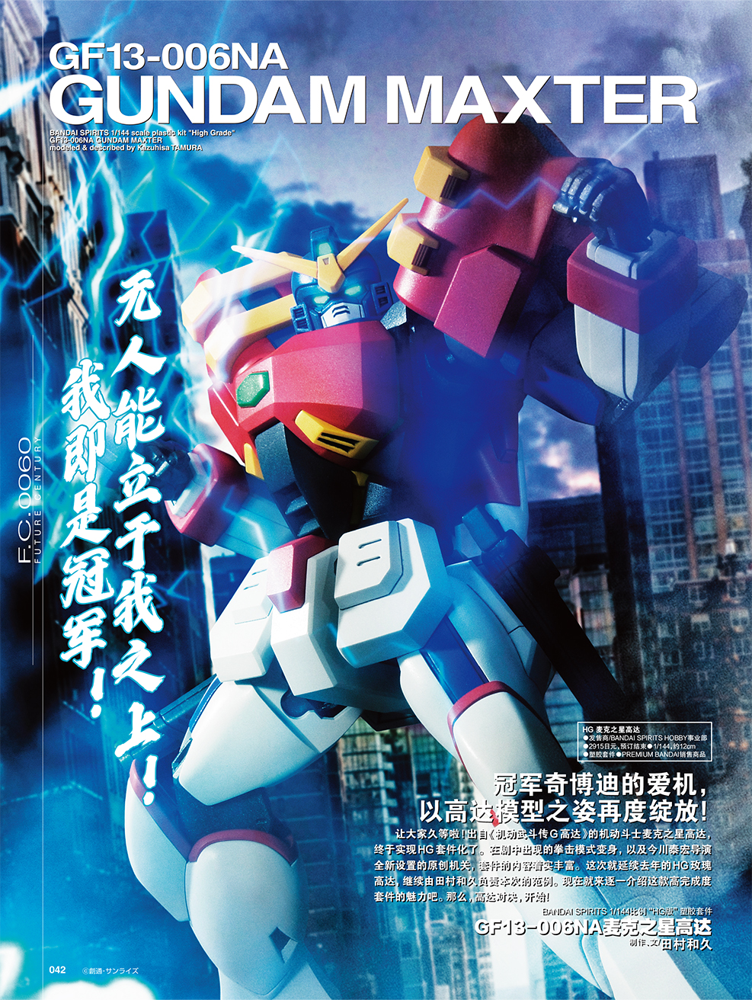 GF13-006NA
GUNDAM MAXTER
BANDAI SPIRITS 1/144 scale plastic kit "High Grade"
GF13-006NA GUNDAM MAXTER
modeled & described by Kazuhisa TAMURA
无人能立于我之上！
我即是冠军！
F.C.0060
FUTURE CENTURY
HG 麦克之星高达
●发售商/BANDAI SPIRITS HOBBY事业部
●2915日元，预订结束●1/144，约12cm
●塑胶套件●PREMIUM BANDAI销售商品
冠军奇博迪的爱机，
以高达模型之姿再度绽放！
让大家久等啦！出自《机动武斗传G高达》的机动斗士麦克之星高达，
终于实现HG套件化了。在剧中出现的拳击模式变身，以及今川泰宏导演
全新设置的原创机关，套件的内容着实丰富。这次就延续去年的HG玫瑰
高达，继续由田村和久负责本次的范例。现在就来逐一介绍这款高完成度
套件的魅力吧。那么，高达对决，开始！
BANDAI SPIRITS 1/144比例 "HG版" 塑胶套件
GF13-006NA麦克之星高达
制作、文/田村和久
042
©創通・サンライズ